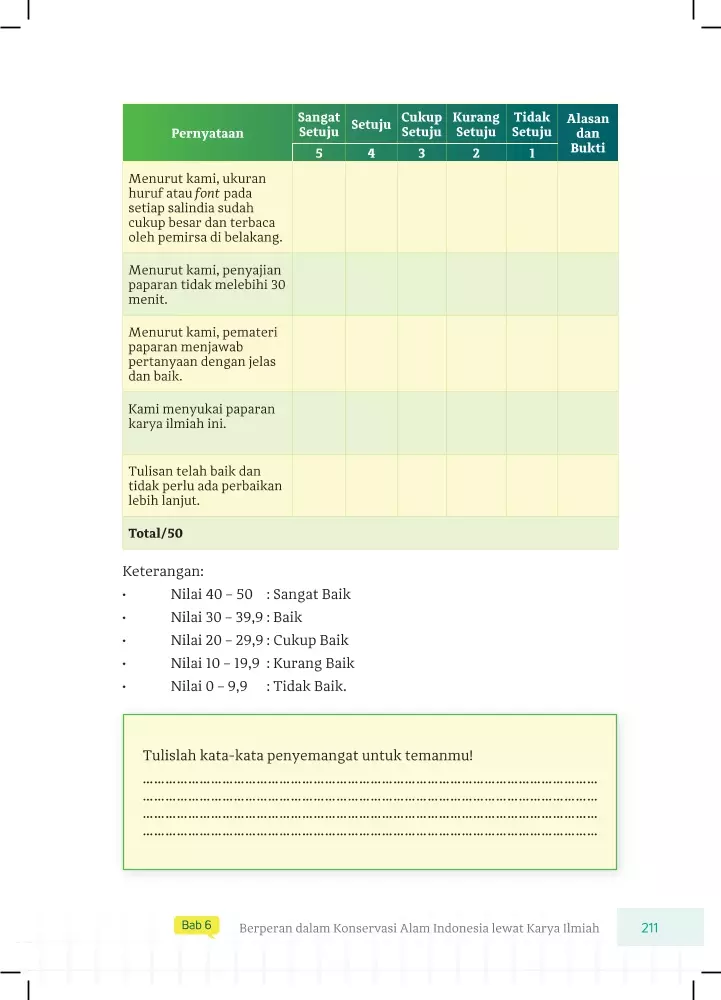 Pernyataan
Sangat Setuju
Setuju
Cukup Setuju
Kurang Setuju
Tidak Setuju
Alasan dan Bukti
5 4 3 2 1
Menurut kami, ukuran
huruf atau font pada
setiap salindia sudah
cukup besar dan terbaca
oleh pemirsa di belakang.
Menurut kami, penyajian
paparan tidak melebihi 30
menit.
Menurut kami, pemateri
paparan menjawab
pertanyaan dengan jelas
dan baik.
Kami menyukai paparan
karya ilmiah ini.
Tulisan telah baik dan
tidak perlu ada perbaikan
lebih lanjut.
Total/50
Keterangan:
• Nilai 40 – 50 : Sangat Baik
• Nilai 30 – 39,9 : Baik
• Nilai 20 – 29,9 : Cukup Baik
• Nilai 10 – 19,9 : Kurang Baik
• Nilai 0 – 9,9 : Tidak Baik.
Tulislah kata-kata penyemangat untuk temanmu!
Bab 6 Berperan dalam Konservasi Alam Indonesia lewat Karya Ilmiah 211